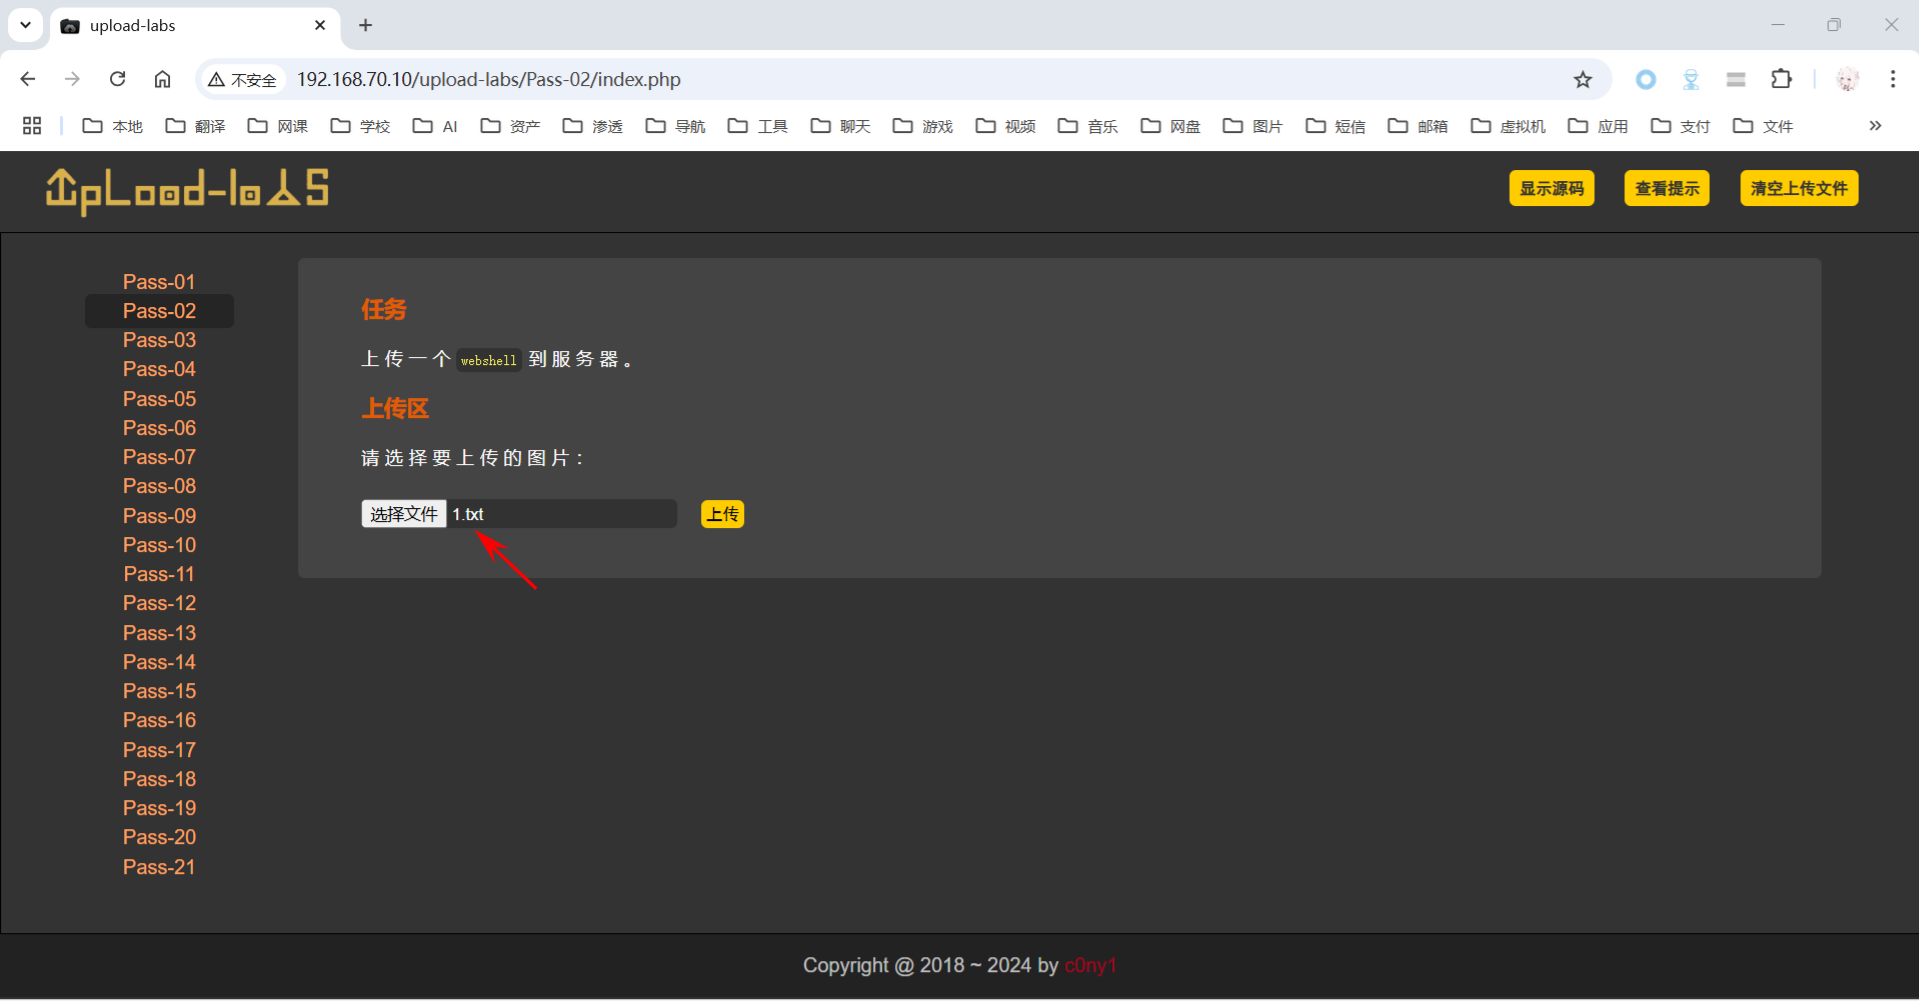 upload-labs
不安全 192.168.70.10/upload-labs/Pass-02/index.php
本地 翻译 网课 学校 AI 资产 渗透 导航 工具 聊天 游戏 视频 音乐 网盘 图片 短信 邮箱 虚拟机 应用 支付 文件
upLoad-labs 显示源码 查看提示 清空上传文件
Pass-01
Pass-02
Pass-03
Pass-04
Pass-05
Pass-06
Pass-07
Pass-08
Pass-09
Pass-10
Pass-11
Pass-12
Pass-13
Pass-14
Pass-15
Pass-16
Pass-17
Pass-18
Pass-19
Pass-20
Pass-21
任务
上传一个 webshell 到服务器。
上传区
请选择要上传的图片：
选择文件 1.txt 上传
Copyright @ 2018 ~ 2024 by c0ny1